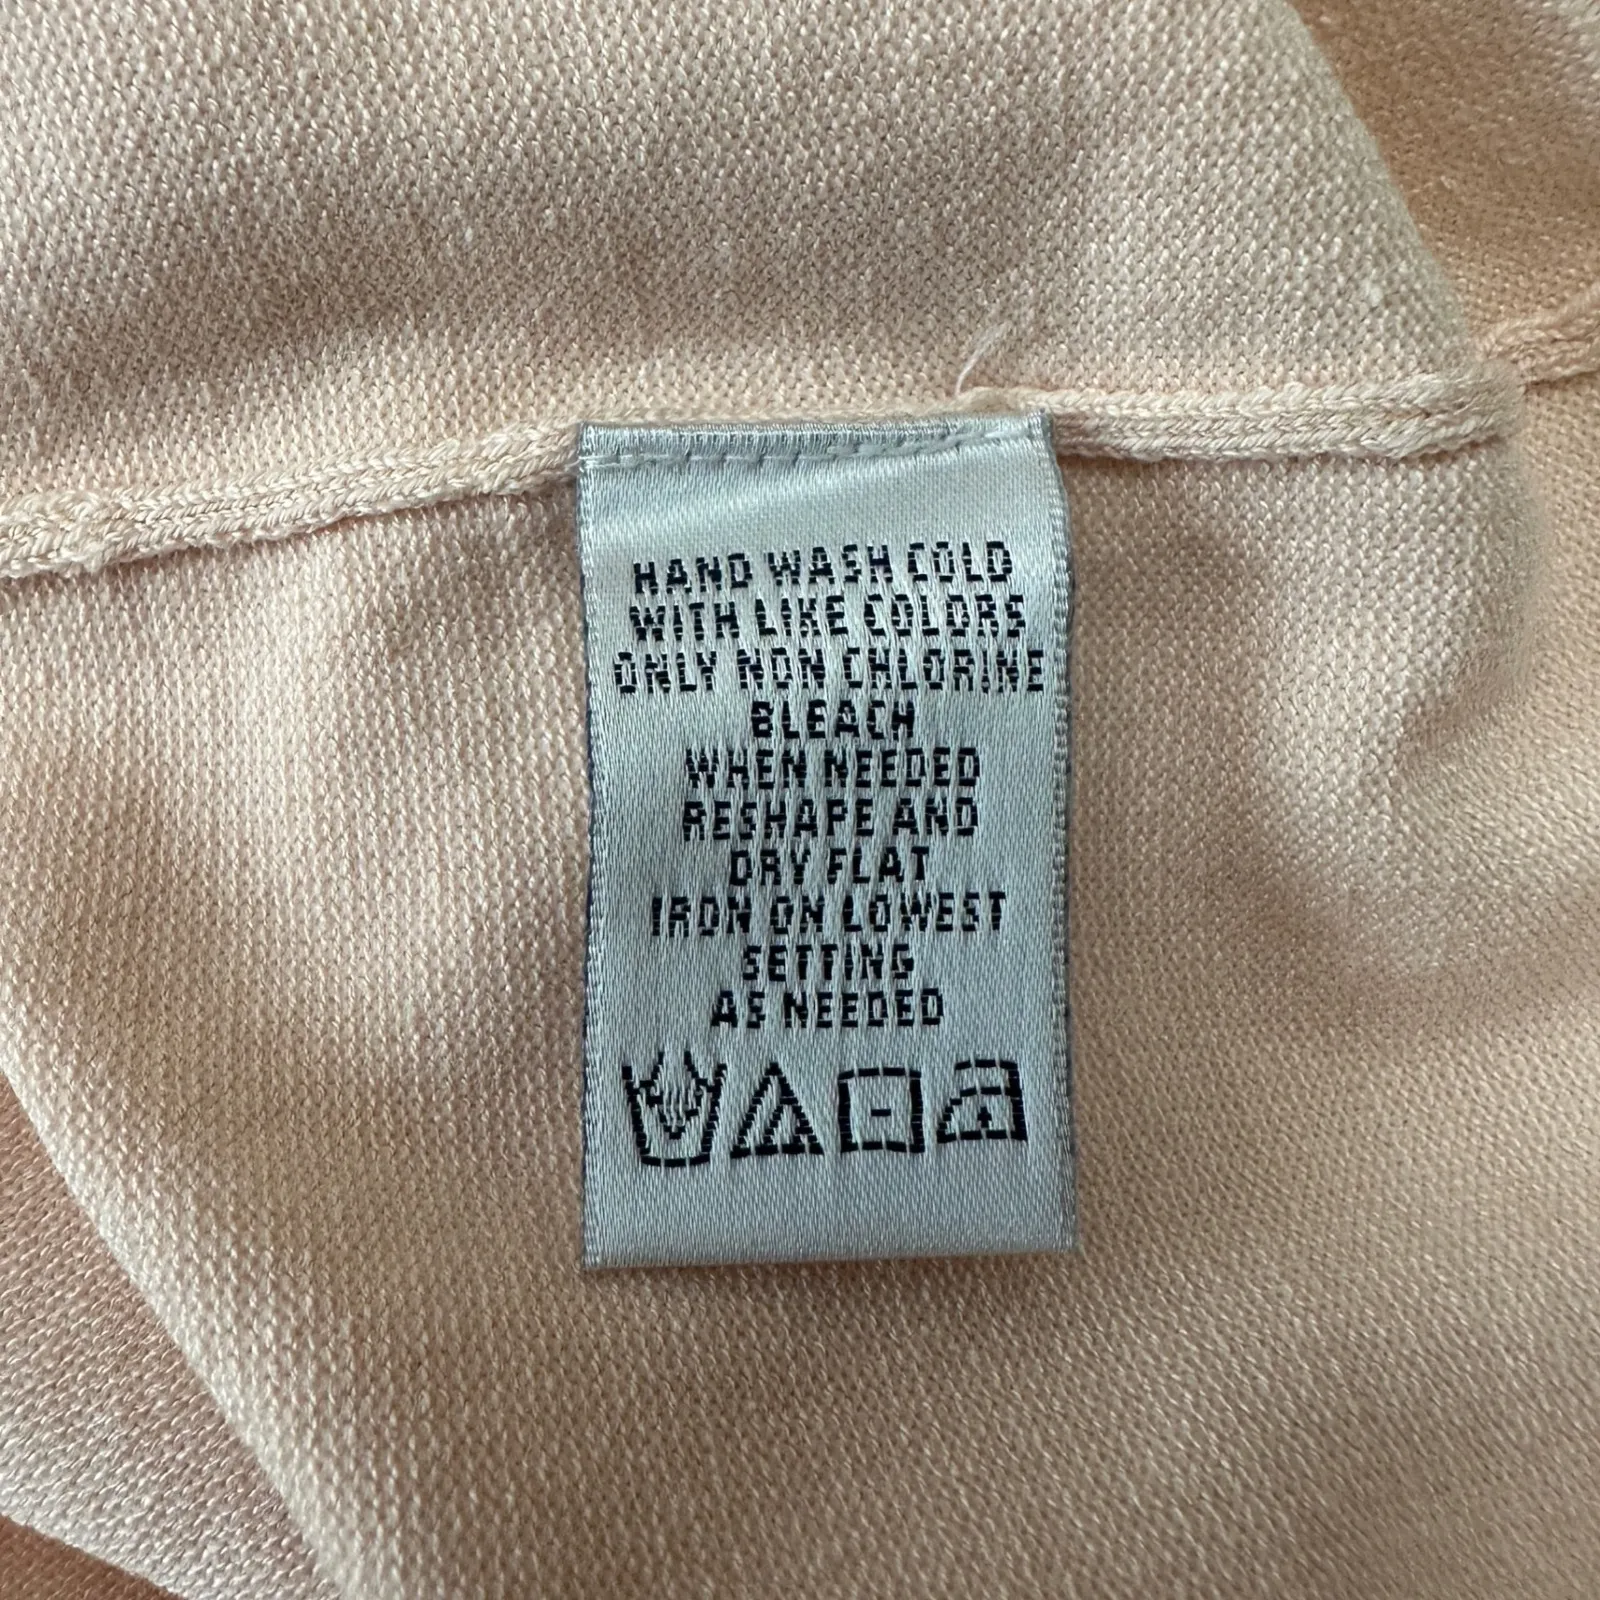 HAND WASH COLD
WITH LIKE COLORS
ONLY NON CHLORINE
BLEACH
WHEN NEEDED
RESHAPE AND
DRY FLAT
IRON ON LOWEST
SETTING
AS NEEDED